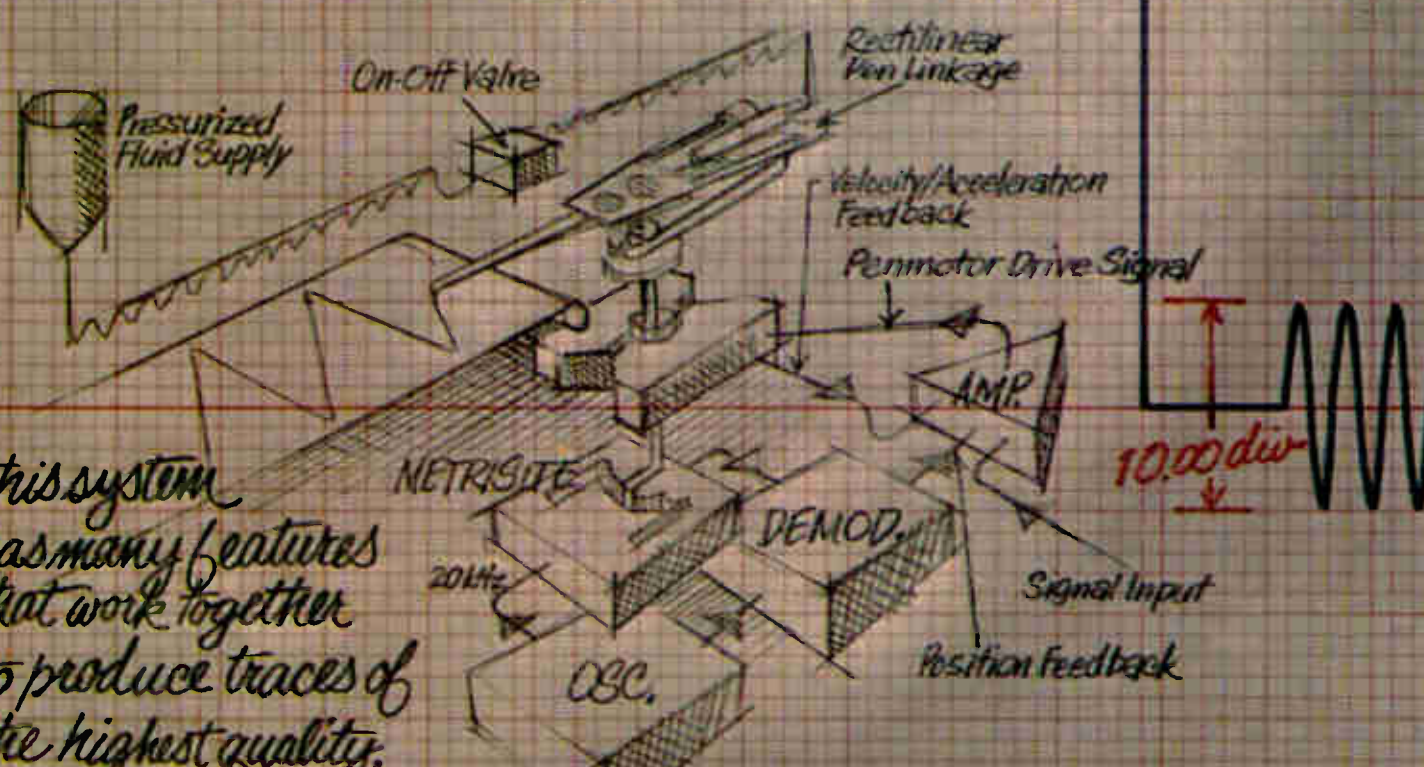 Rectilinear
Pen Linkage
On-Off Valve
Pressurized
Fluid Supply
Velocity/Acceleration
Feedback
Penmotor Drive Signal
AMP.
10.00 div
METRISITE
DEMOD.
20kHz
Signal Input
Position Feedback
OSC.
his system
as many features
hat work together
o produce traces of
he highest quality.